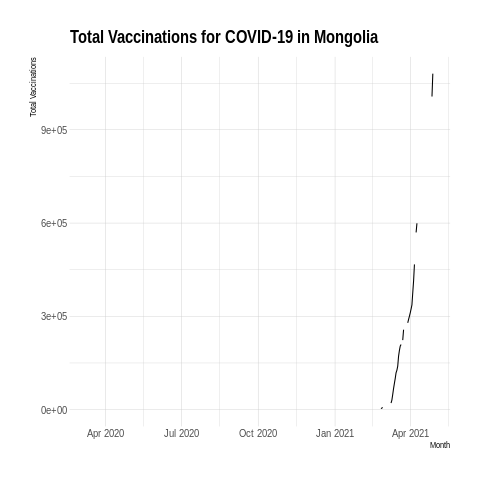 Total Vaccinations for COVID-19 in Mongolia
Total Vaccinations
9e+05
6e+05
3e+05
0e+00
Apr 2020 Jul 2020 Oct 2020 Jan 2021 Apr 2021
Month